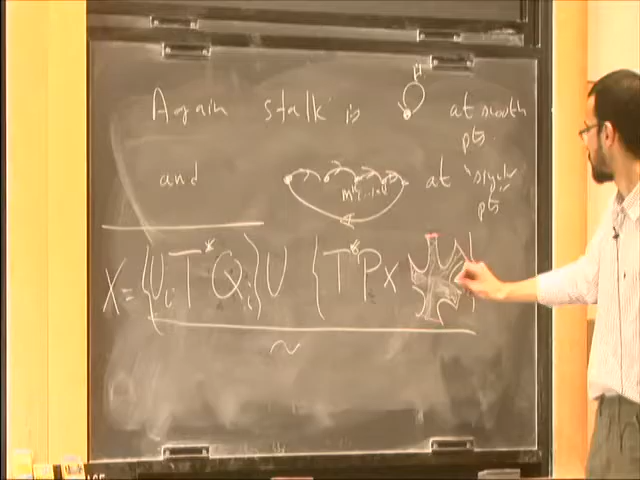 Again stalk is at smooth pts.
and at "singular" pts
X = {∪ᵢ T*Qᵢ} ∪ {T*P x }
~